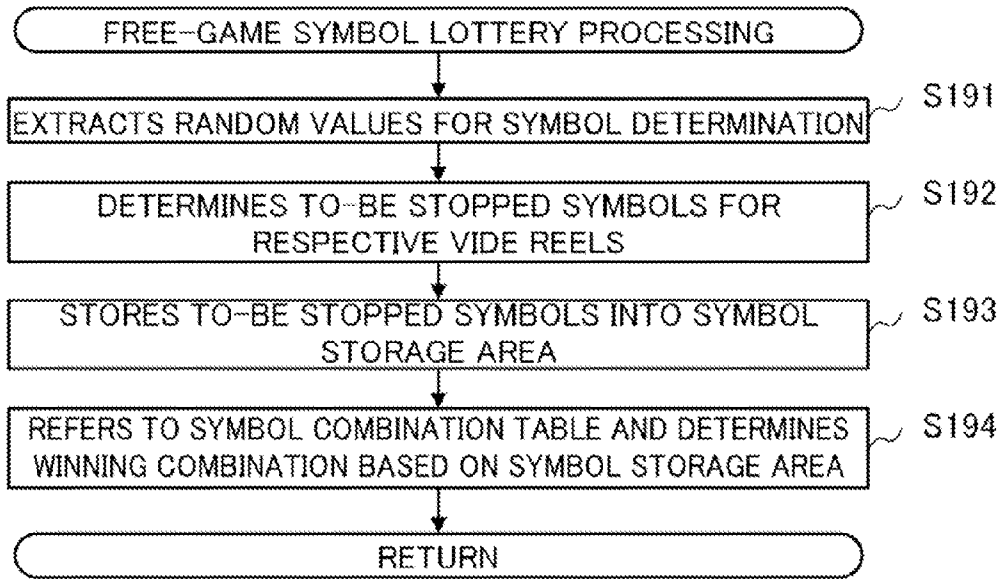 FREE-GAME SYMBOL LOTTERY PROCESSING
S191
EXTRACTS RANDOM VALUES FOR SYMBOL DETERMINATION
S192
DETERMINES TO-BE STOPPED SYMBOLS FOR
RESPECTIVE VIDE REELS
S193
STORES TO-BE STOPPED SYMBOLS INTO SYMBOL
STORAGE AREA
S194
REFERS TO SYMBOL COMBINATION TABLE AND DETERMINES
WINNING COMBINATION BASED ON SYMBOL STORAGE AREA
RETURN